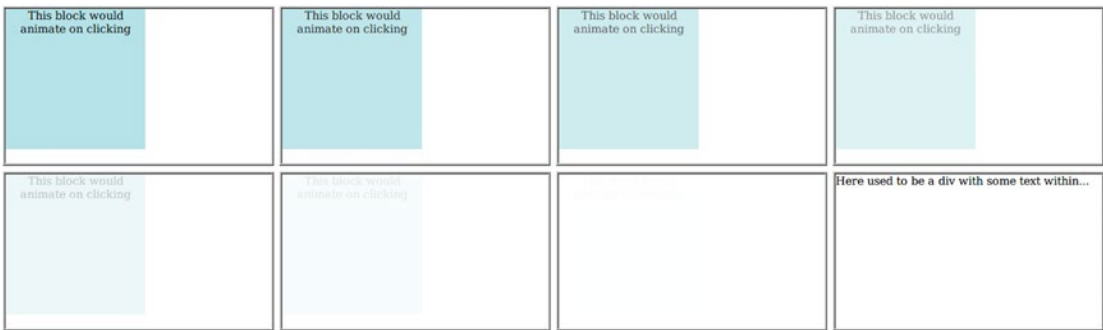 This block would
animate on clicking
This block would
animate on clicking
This block would
animate on clicking
This block would
animate on clicking
This block would
animate on clicking
This block would
animate on clicking
Here used to be a div with some text within...